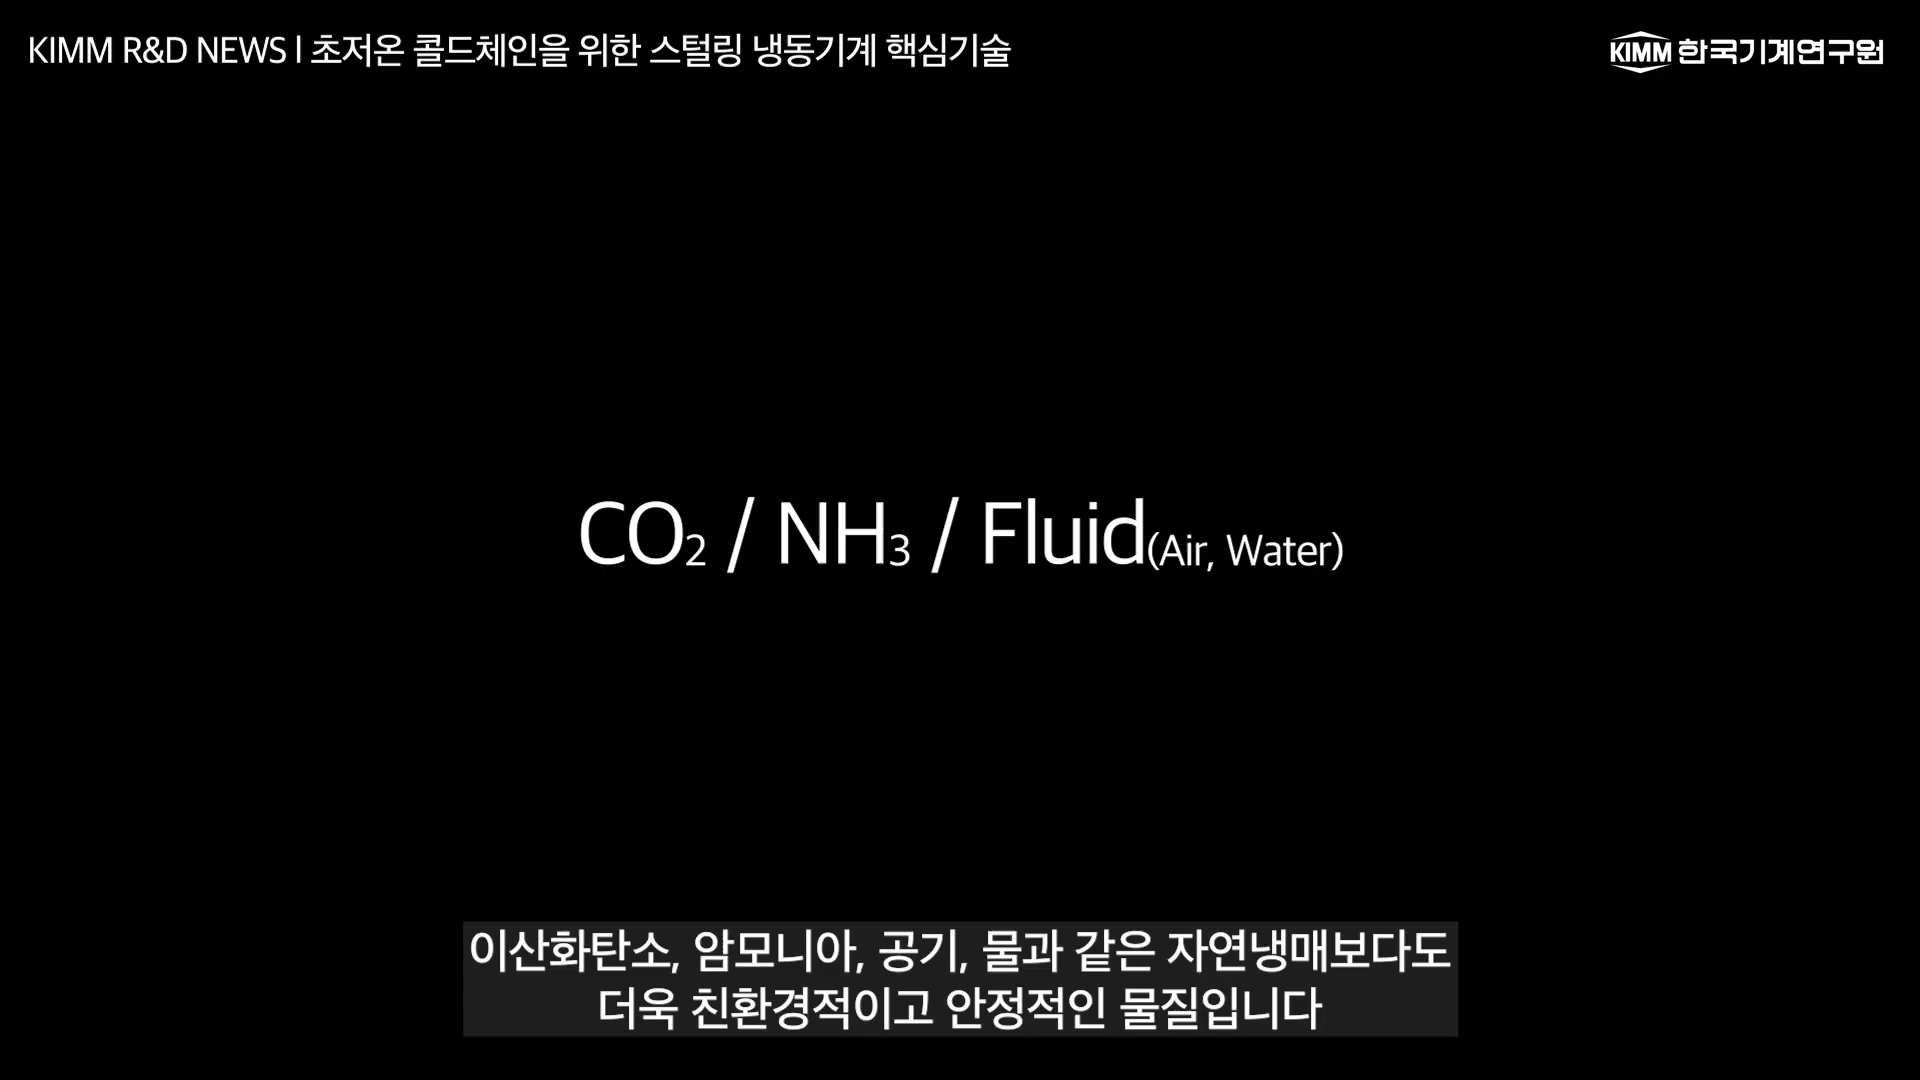 KIMM R&D NEWS l 초저온 콜드체인을 위한 스털링 냉동기계 핵심기술
KIMM 한국기계연구원
CO₂ / NH₃ / Fluid(Air, Water)
이산화탄소, 암모니아, 공기, 물과 같은 자연냉매보다도
더욱 친환경적이고 안정적인 물질입니다